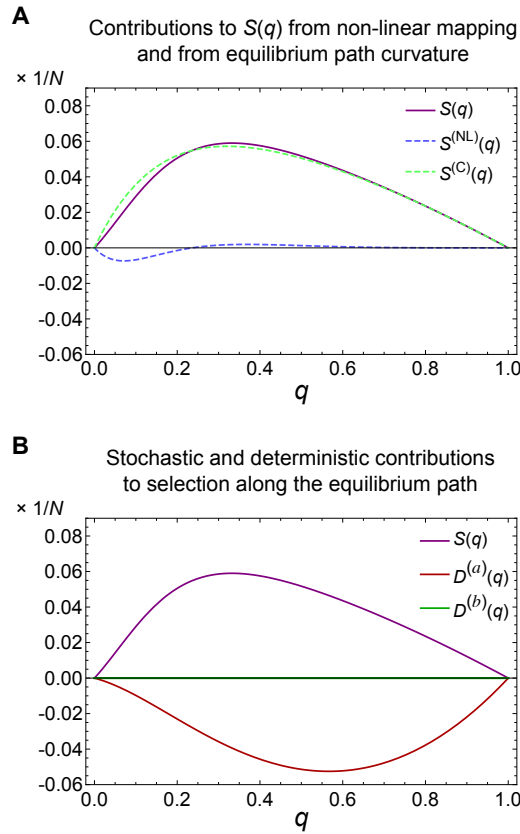 A
Contributions to S(q) from non-linear mapping
and from equilibrium path curvature
× 1/N
S(q)
S(NL)(q)
S(C)(q)
0.08
0.06
0.04
0.02
0.00
-0.02
-0.04
-0.06
0.0 0.2 0.4 0.6 0.8 1.0
q
B
Stochastic and deterministic contributions
to selection along the equilibrium path
× 1/N
S(q)
D(a)(q)
D(b)(q)
0.08
0.06
0.04
0.02
0.00
-0.02
-0.04
-0.06
0.0 0.2 0.4 0.6 0.8 1.0
q